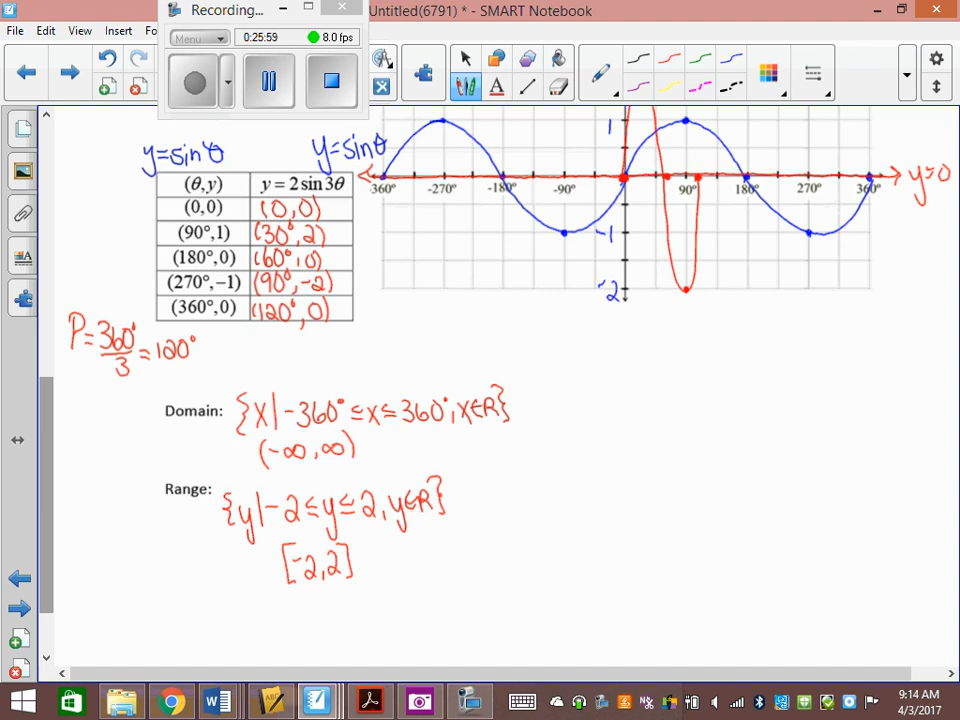 Recording...
Untitled(6791) * - SMART Notebook
Menu
0:25:59
8.0 fps
File Edit View Insert
y=sinθ y=sinθ
(θ,y) y = 2 sin 3θ
(0,0) (0,0)
(90°,1) (30°,2)
(180°,0) (60°,0)
(270°,-1) (90°,-2)
(360°,0) (120°,0)
P=360°/3=120°
1
-360° -270° -180° -90° 90° 180° 270° 360° y=0
-1
-2
Domain: {x|-360°≤x≤360°,x∈R}
(-∞,∞)
Range: {y|-2≤y≤2,y∈R}
[-2,2]
9:14 AM
4/3/2017